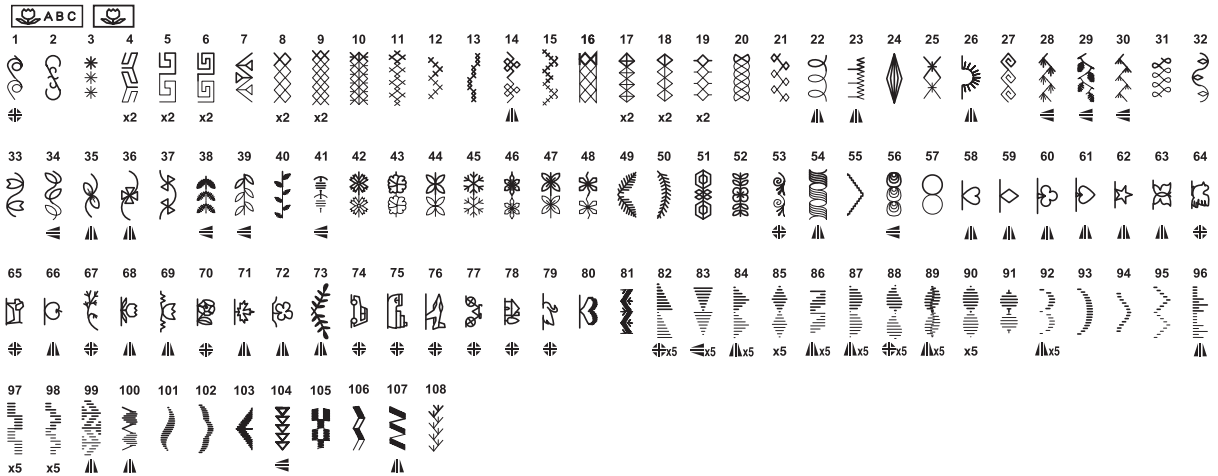 ABC
1 2 3 4 5 6 7 8 9 10 11 12 13 14 15 16 17 18 19 20 21 22 23 24 25 26 27 28 29 30 31 32
x2 x2 x2 x2 x2 x2 x2 x2
33 34 35 36 37 38 39 40 41 42 43 44 45 46 47 48 49 50 51 52 53 54 55 56 57 58 59 60 61 62 63 64
65 66 67 68 69 70 71 72 73 74 75 76 77 78 79 80 81 82 83 84 85 86 87 88 89 90 91 92 93 94 95 96
x5 x5 x5 x5 x5 x5 x5 x5 x5 x5
97 98 99 100 101 102 103 104 105 106 107 108
x5 x5